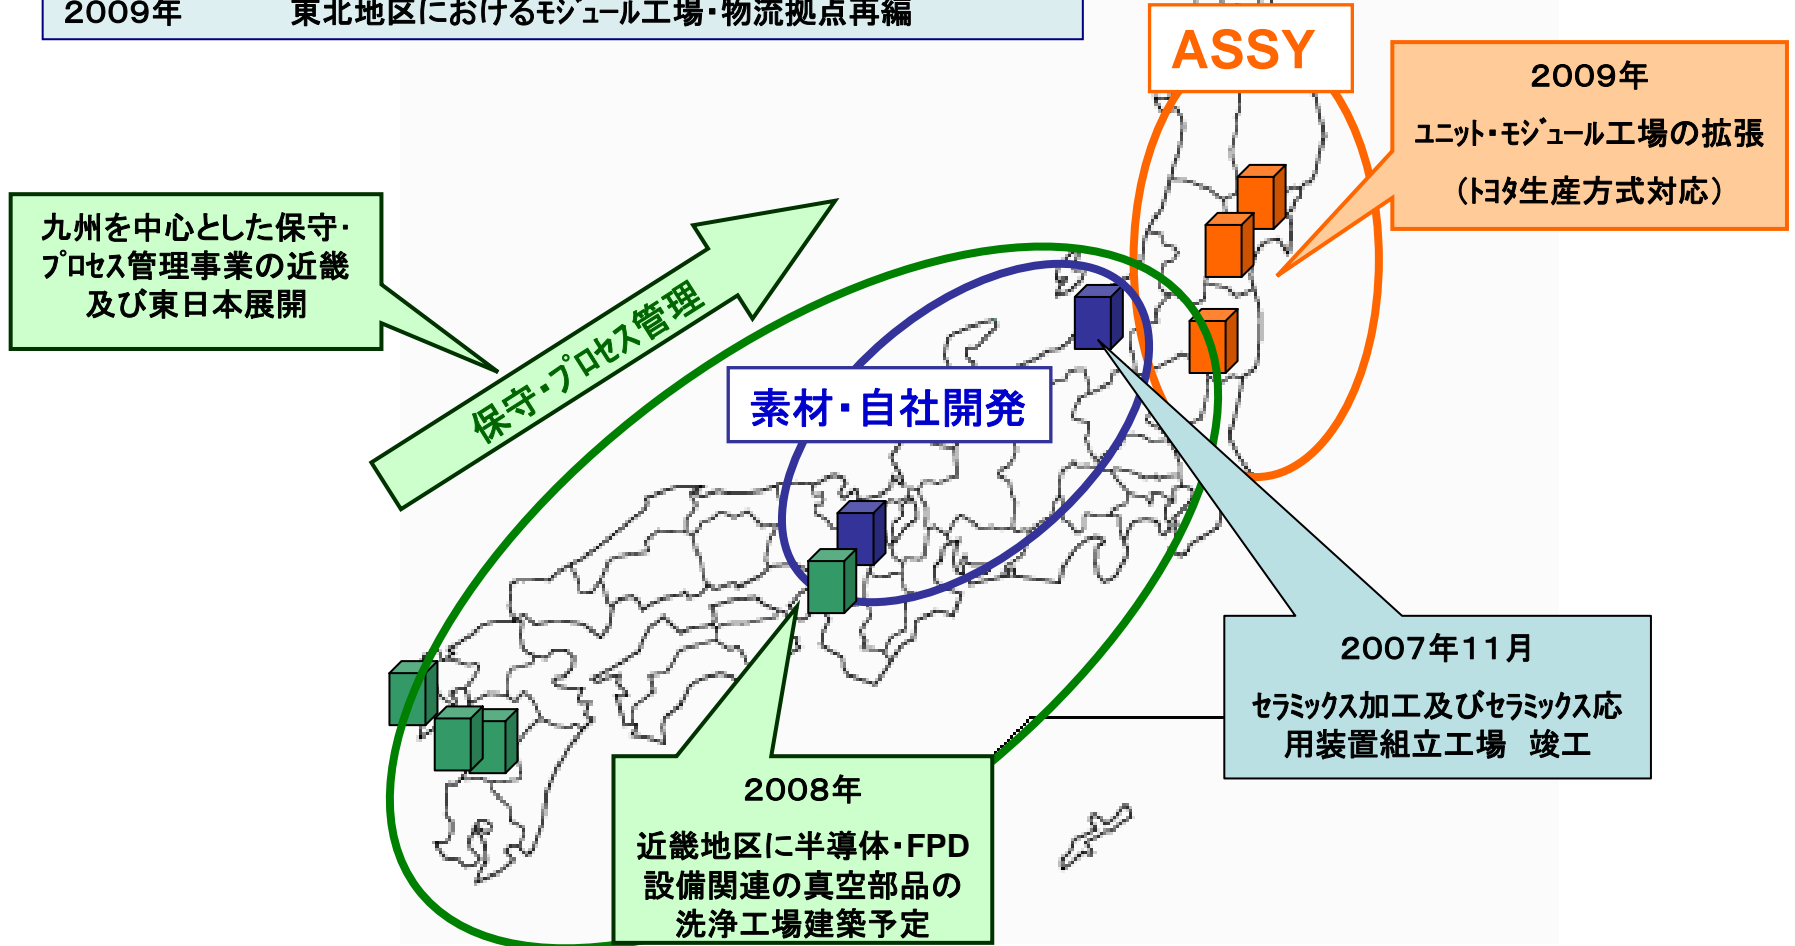 2009年 東北地区におけるﾓｼﾞｭｰﾙ工場・物流拠点再編
ASSY
2009年
ﾕﾆｯﾄ・ﾓｼﾞｭｰﾙ工場の拡張
（ﾄﾖﾀ生産方式対応）
九州を中心とした保守・
ﾌﾟﾛｾｽ管理事業の近畿
及び東日本展開
保守・ﾌﾟﾛｾｽ管理
素材・自社開発
2007年11月
ｾﾗﾐｯｸｽ加工及びｾﾗﾐｯｸｽ応
用装置組立工場　竣工
2008年
近畿地区に半導体・FPD
設備関連の真空部品の
洗浄工場建築予定